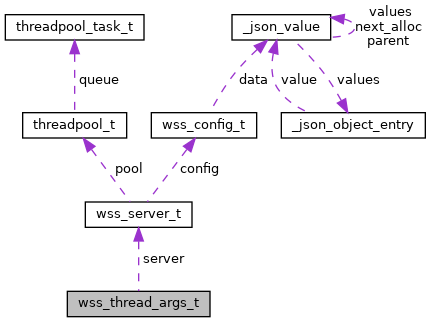 values
threadpool_task_t
_json_value
next_alloc
parent
queue
data
value
values
threadpool_t
wss_config_t
_json_object_entry
pool
config
wss_server_t
server
wss_thread_args_t